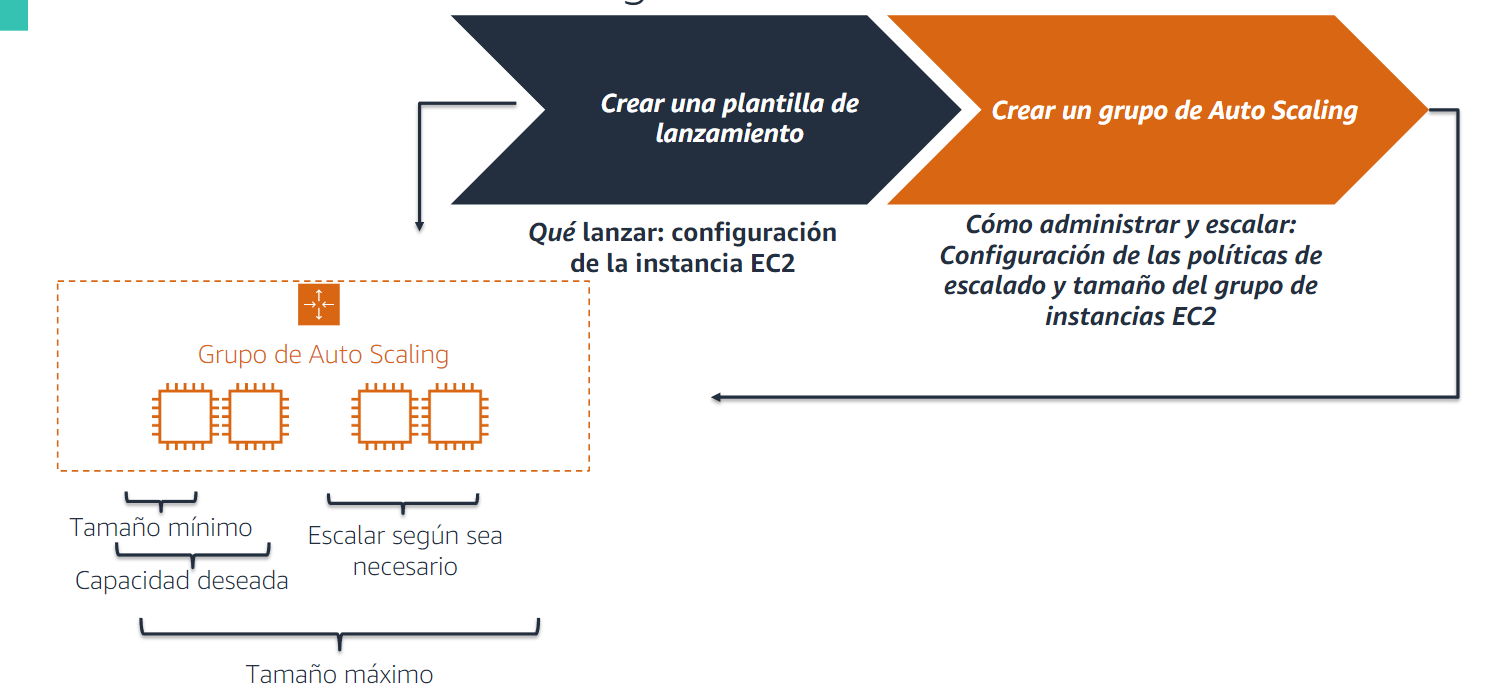 Crear una plantilla de
lanzamiento
Crear un grupo de Auto Scaling
Qué lanzar: configuración
de la instancia EC2
Cómo administrar y escalar:
Configuración de las políticas de
escalado y tamaño del grupo de
instancias EC2
Grupo de Auto Scaling
Tamaño mínimo
Capacidad deseada
Escalar según sea
necesario
Tamaño máximo